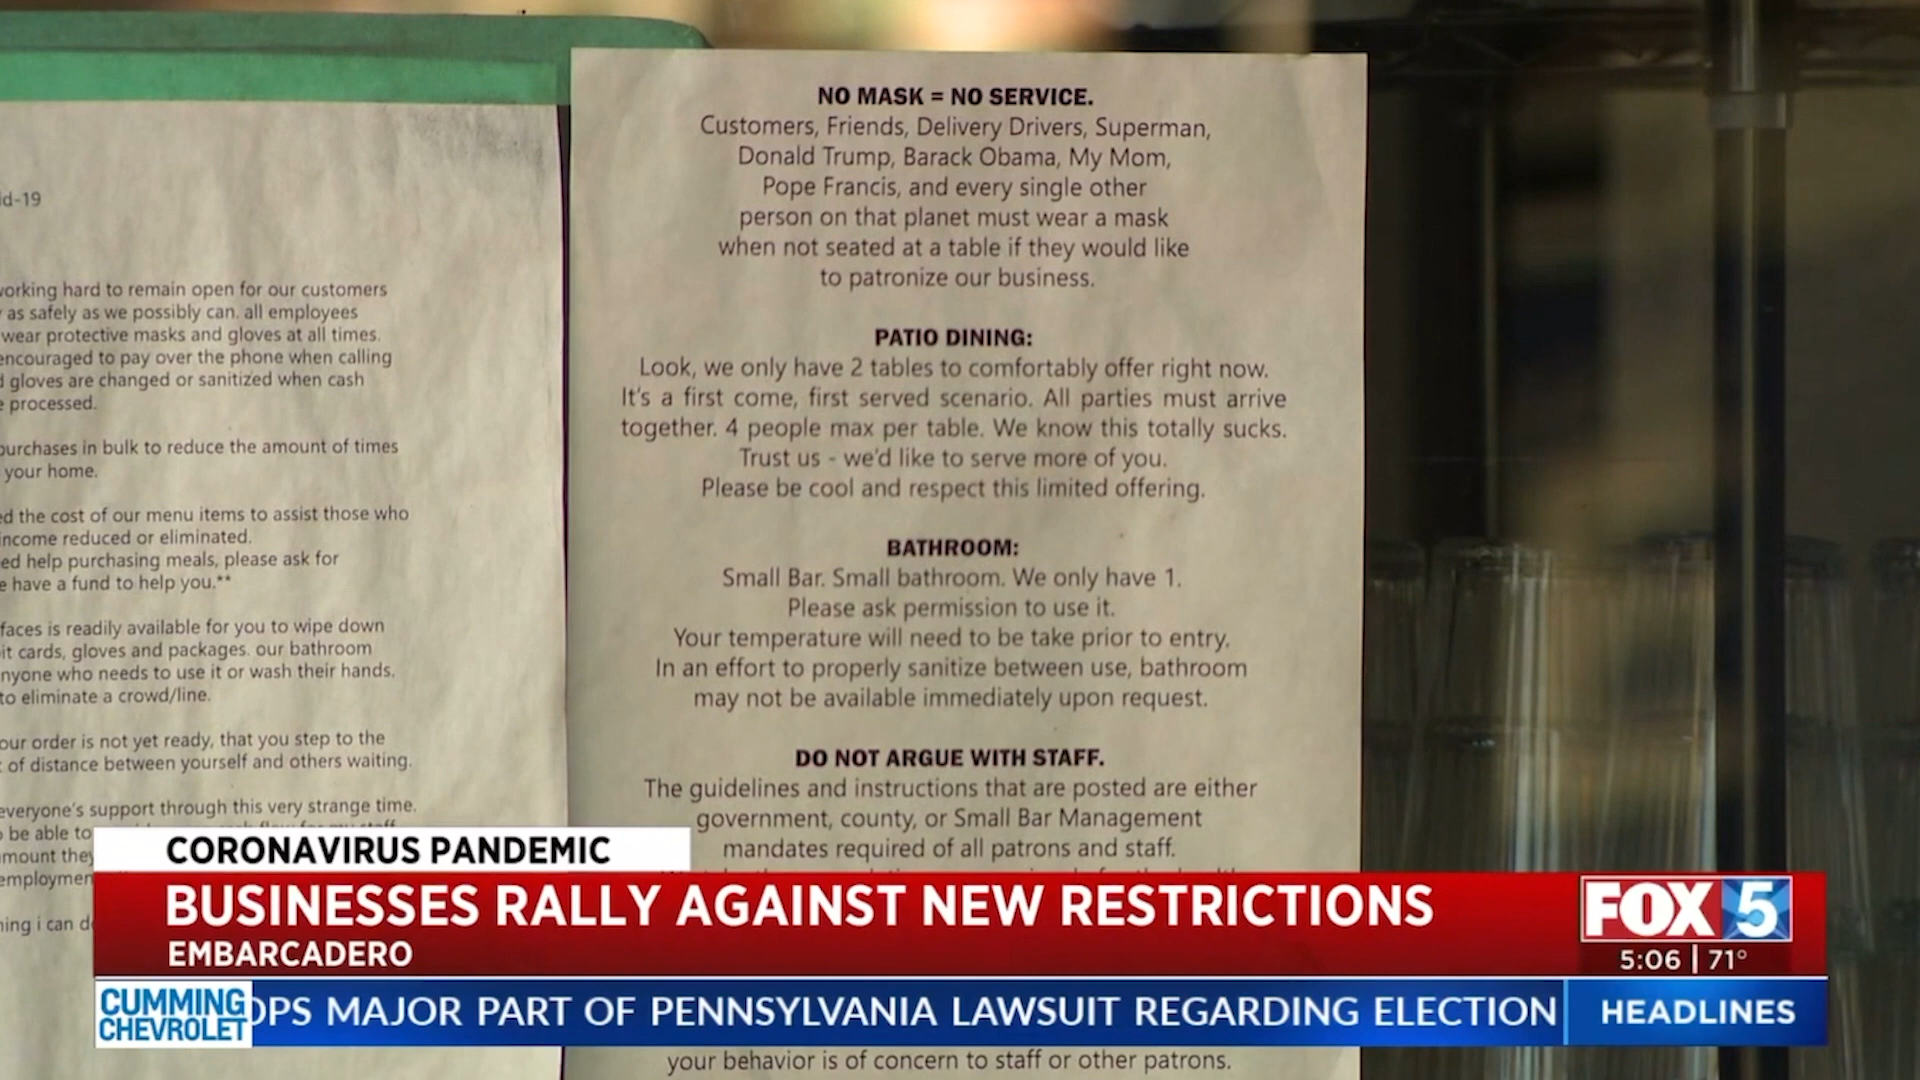 ld-19
working hard to remain open for our customers
as safely as we possibly can. all employees
wear protective masks and gloves at all times.
encouraged to pay over the phone when calling
gloves are changed or sanitized when cash
processed.
purchases in bulk to reduce the amount of times
your home.
ed the cost of our menu items to assist those who
income reduced or eliminated.
ed help purchasing meals, please ask for
e have a fund to help you.**
faces is readily available for you to wipe down
it cards, gloves and packages. our bathroom
nyone who needs to use it or wash their hands.
to eliminate a crowd/line.
our order is not yet ready, that you step to the
of distance between yourself and others waiting.
everyone's support through this very strange time.
be able to
mount they
employmen
ning i can d
NO MASK = NO SERVICE.
Customers, Friends, Delivery Drivers, Superman,
Donald Trump, Barack Obama, My Mom,
Pope Francis, and every single other
person on that planet must wear a mask
when not seated at a table if they would like
to patronize our business.
PATIO DINING:
Look, we only have 2 tables to comfortably offer right now.
It's a first come, first served scenario. All parties must arrive
together. 4 people max per table. We know this totally sucks.
Trust us - we'd like to serve more of you.
Please be cool and respect this limited offering.
BATHROOM:
Small Bar. Small bathroom. We only have 1.
Please ask permission to use it.
Your temperature will need to be take prior to entry.
In an effort to properly sanitize between use, bathroom
may not be available immediately upon request.
DO NOT ARGUE WITH STAFF.
The guidelines and instructions that are posted are either
government, county, or Small Bar Management
mandates required of all patrons and staff.
your behavior is of concern to staff or other patrons.
CORONAVIRUS PANDEMIC
BUSINESSES RALLY AGAINST NEW RESTRICTIONS
EMBARCADERO
FOX 5
5:06 | 71°
CUMMING
CHEVROLET
OPS MAJOR PART OF PENNSYLVANIA LAWSUIT REGARDING ELECTION
HEADLINES